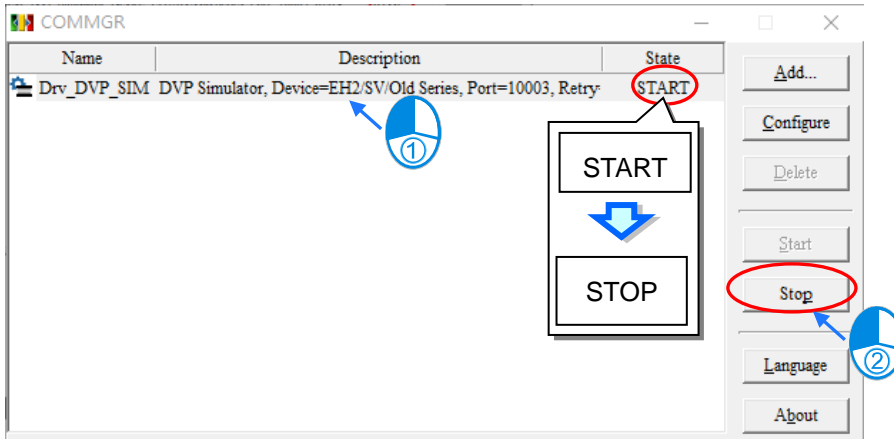 COMMGR
Name Description State
Drv_DVP_SIM DVP Simulator, Device=EH2/SV/Old Series, Port=10003, Retry START
Add...
Configure
Delete
Start
Stop
Language
About
①
START
STOP
②